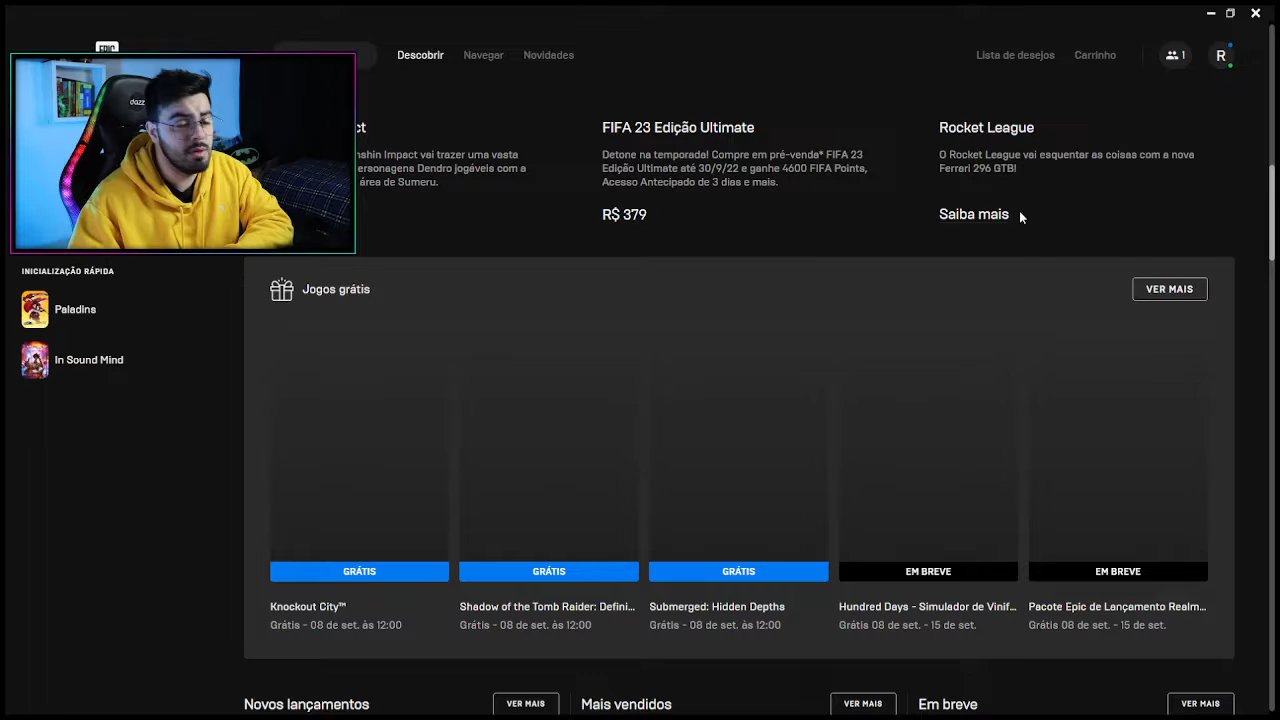 EPIC
Descobrir
Navegar
Novidades
Lista de desejos
Carrinho
1
R
dazz
ct
FIFA 23 Edição Ultimate
Rocket League
nshin Impact vai trazer uma vasta
ersonagens Dendro jogáveis com a
área de Sumeru.
Detone na temporada! Compre em pré-venda* FIFA 23
Edição Ultimate até 30/9/22 e ganhe 4600 FIFA Points,
Acesso Antecipado de 3 dias e mais.
O Rocket League vai esquentar as coisas com a nova
Ferrari 296 GTB!
R$ 379
Saiba mais
INICIALIZAÇÃO RÁPIDA
Paladins
In Sound Mind
Jogos grátis
VER MAIS
GRÁTIS
GRÁTIS
GRÁTIS
EM BREVE
EM BREVE
Knockout City™
Shadow of the Tomb Raider: Defini...
Submerged: Hidden Depths
Hundred Days - Simulador de Vinif...
Pacote Epic de Lançamento Realm...
Grátis - 08 de set. às 12:00
Grátis - 08 de set. às 12:00
Grátis - 08 de set. às 12:00
Grátis 08 de set. - 15 de set.
Grátis 08 de set. - 15 de set.
Novos lançamentos
VER MAIS
Mais vendidos
VER MAIS
Em breve
VER MAIS